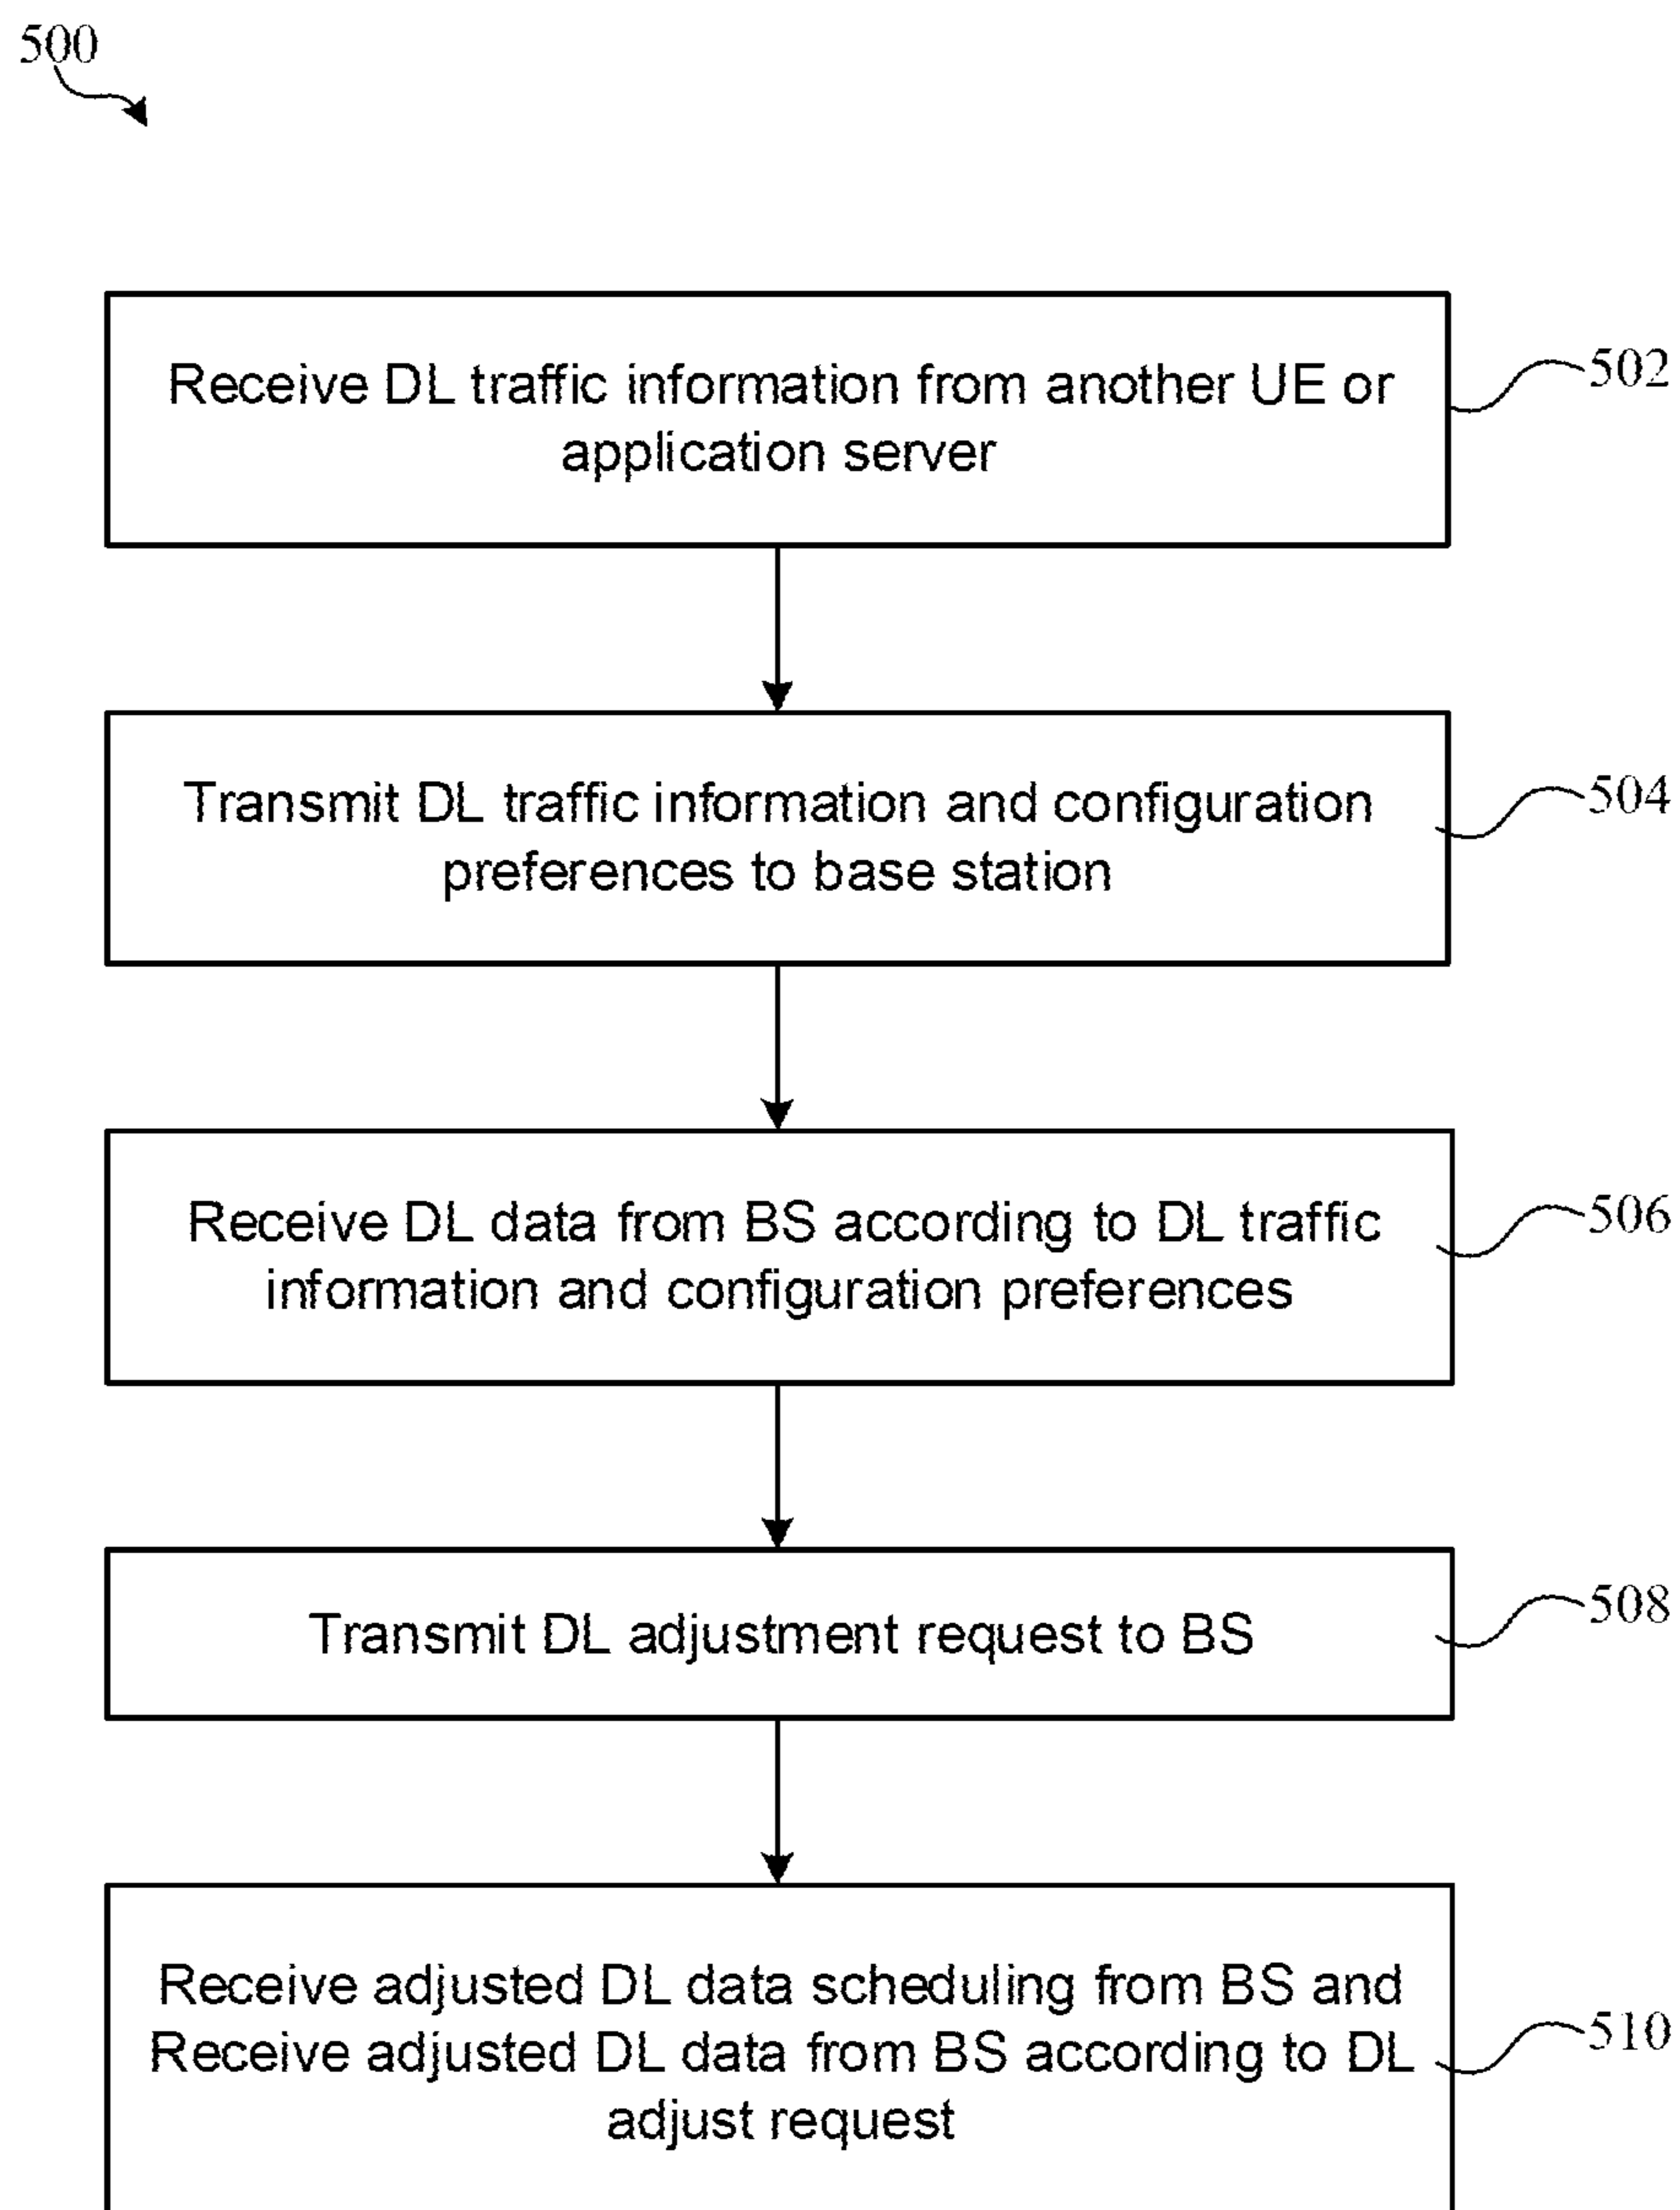 500
Receive DL traffic information from another UE or
application server
502
Transmit DL traffic information and configuration
preferences to base station
504
Receive DL data from BS according to DL traffic
information and configuration preferences
506
Transmit DL adjustment request to BS
508
Receive adjusted DL data scheduling from BS and
Receive adjusted DL data from BS according to DL
adjust request
510